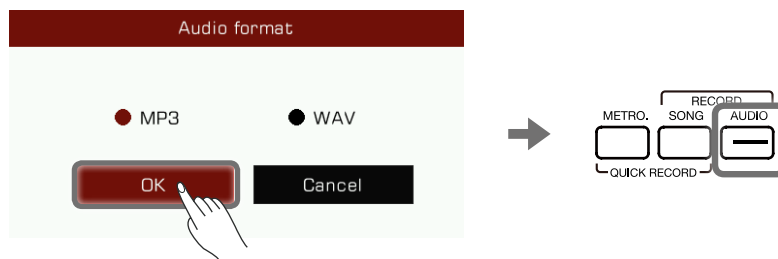 Audio format
MP3 WAV
OK Cancel
RECORD
METRO. SONG AUDIO
QUICK RECORD